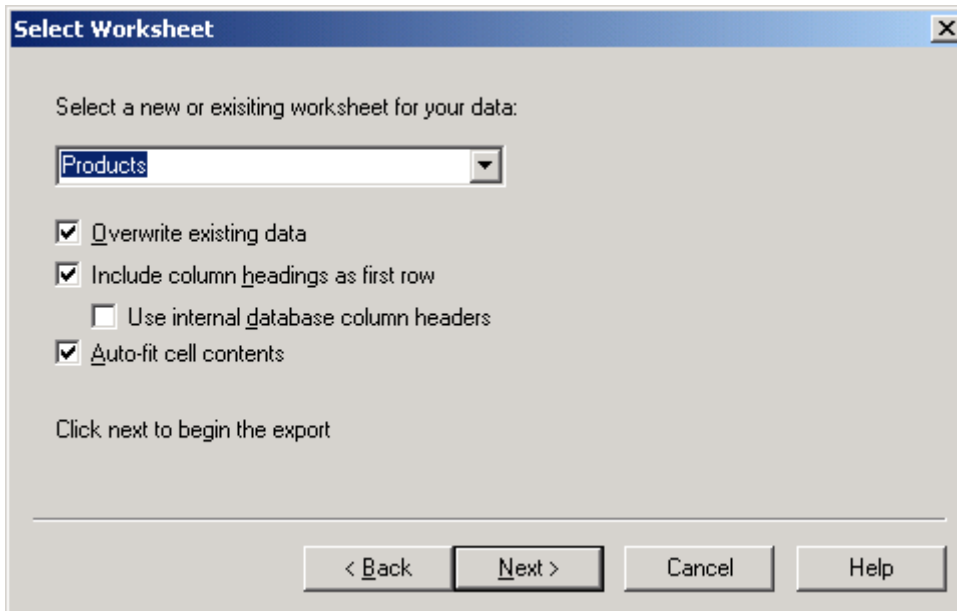 Select Worksheet
Select a new or exisiting worksheet for your data:
Products
Overwrite existing data
Include column headings as first row
Use internal database column headers
Auto-fit cell contents
Click next to begin the export
< Back Next > Cancel Help